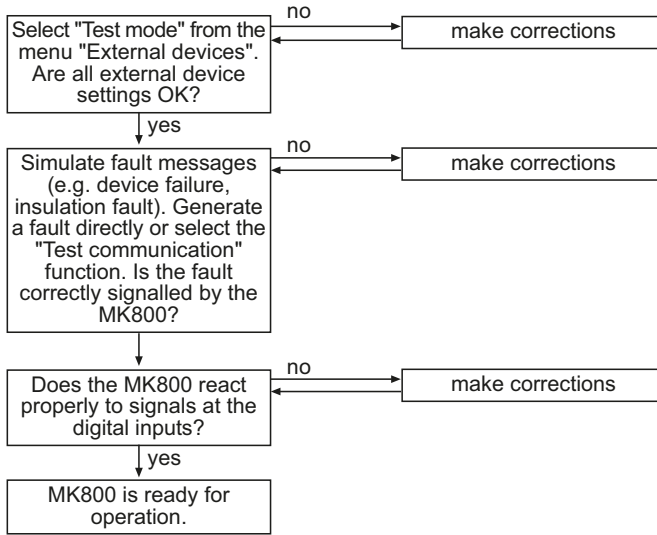 Select "Test mode" from the
menu "External devices".
Are all external device
settings OK?
no
make corrections
yes
Simulate fault messages
(e.g. device failure,
insulation fault). Generate
a fault directly or select the
"Test communication"
function. Is the fault
correctly signalled by the
MK800?
no
make corrections
Does the MK800 react
properly to signals at the
digital inputs?
no
make corrections
yes
MK800 is ready for
operation.